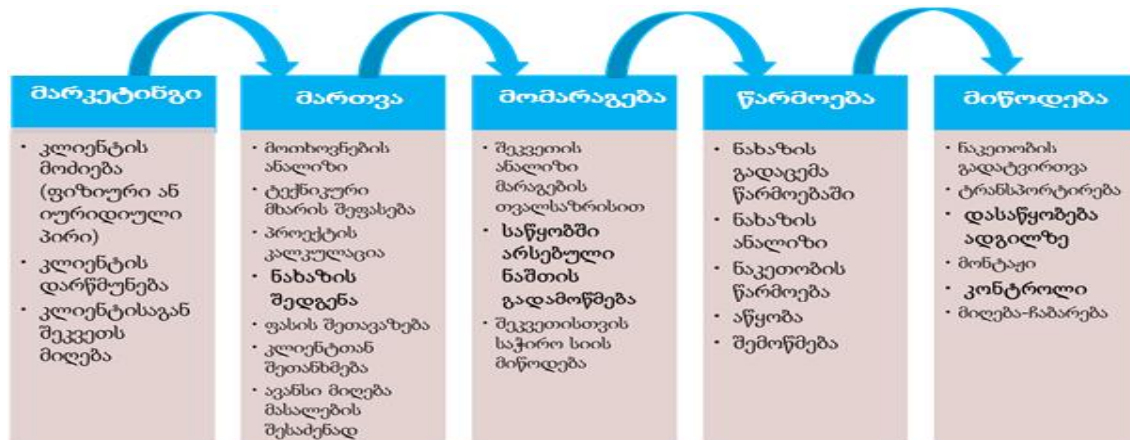 მარკეტინგი
• კლიენტის
მოძიება
(ფიზიური ან
იურიდიული
პირი)
• კლიენტის
დარწმუნება
• კლიენტისაგან
შეკვეთს
მიღება
მართვა
• მოთხოვნების
ანალიზი
• ტექნიკური
მხარის შეფასება
• პროექტის
კალკულაცია
• ნახაზის
შედგენა
• ფასის შეთავაზება
• კლიენტთან
შეთანხმება
• ავანსი მიღება
მასალების
შესაძენად
მომარაგება
• შეკვეთის
ანალიზი
მარაგების
თვალსაზრისით
• საწყობში
არსებული
ნაშთის
გადამოწმება
• შეკვეთისთვის
საჭირო სიის
მიწოდება
წარმოება
• ნახაზის
გადაცემა
წარმოებაში
• ნახაზის
ანალიზი
• ნაკეთობის
წარმოება
• აწყობა
• შემოწმება
მიწოდება
• ნაკეთობის
გადატვირთვა
• ტრანსპორტირება
• დასაწყობება
ადგილზე
• მონტაჟი
• კონტროლი
• მიღება-ჩაბარება